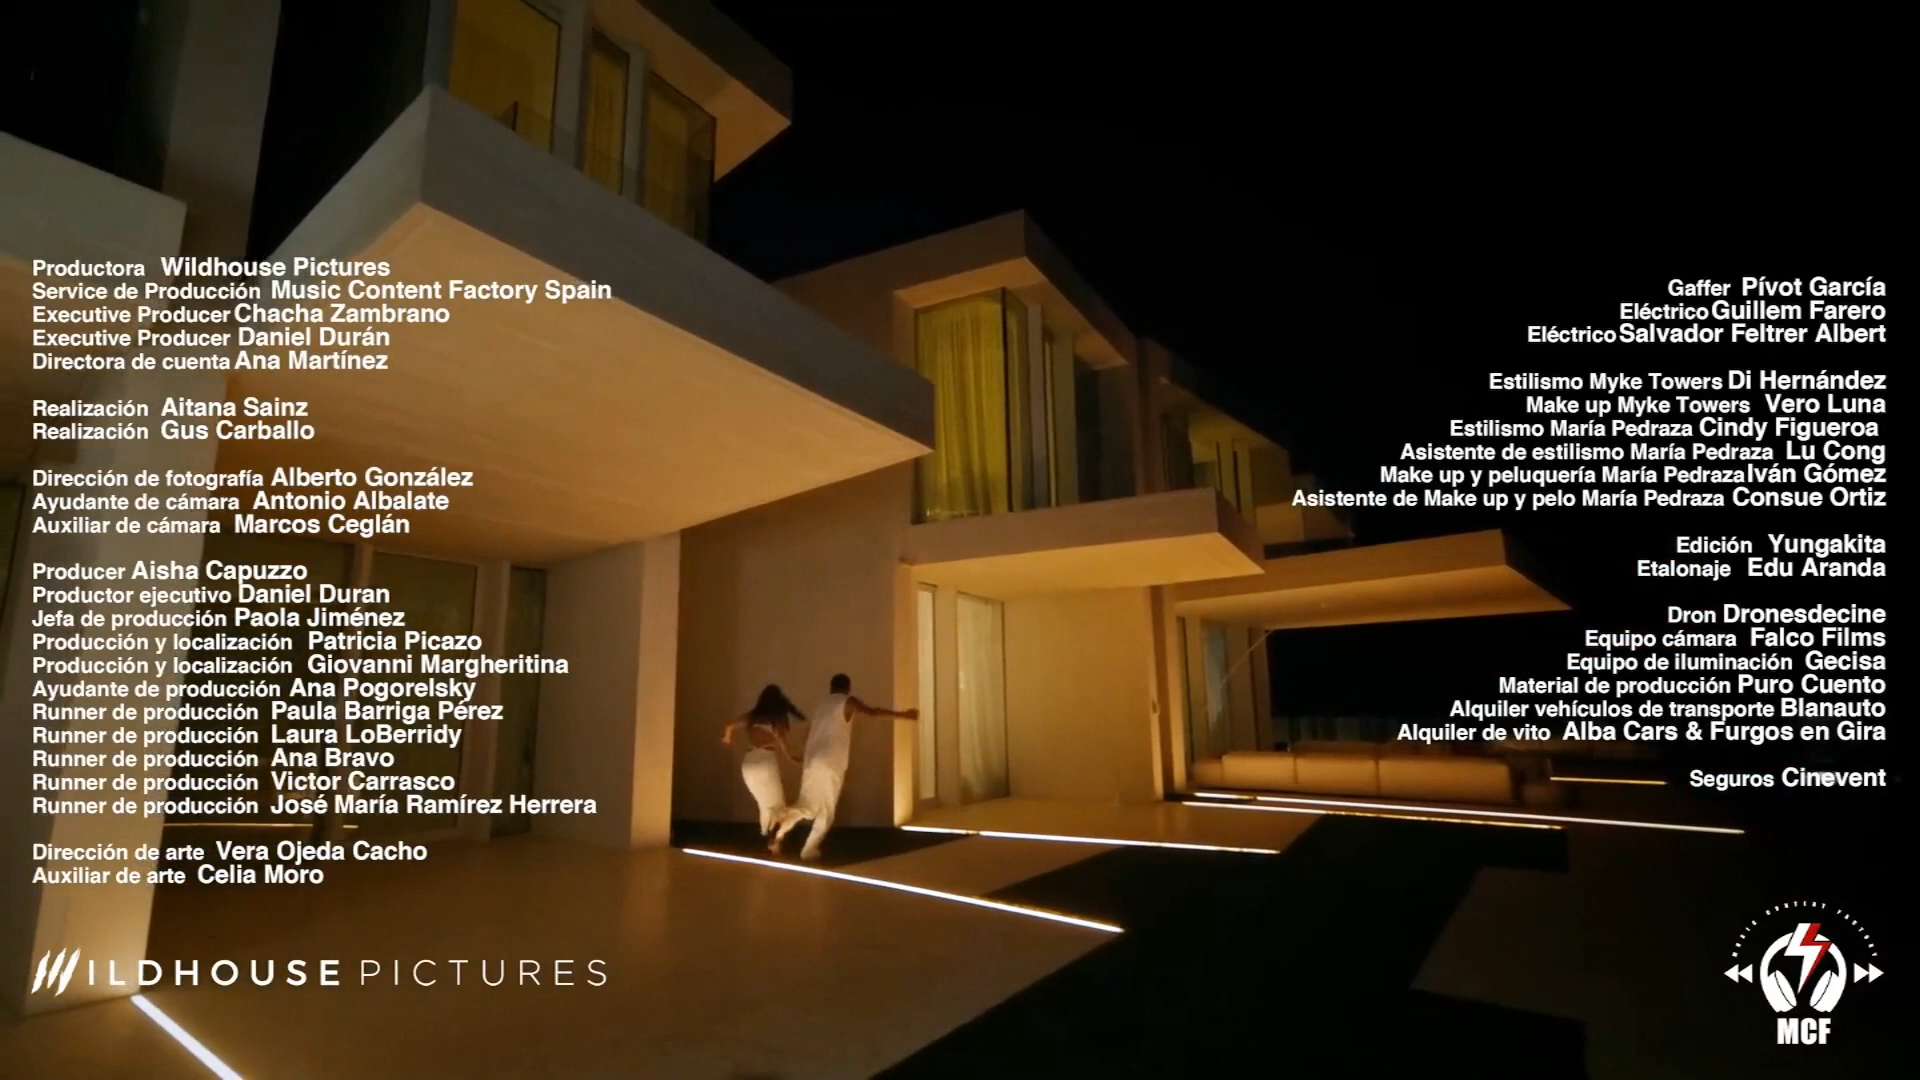 Productora Wildhouse Pictures
Service de Producción Music Content Factory Spain
Executive Producer Chacha Zambrano
Executive Producer Daniel Durán
Directora de cuenta Ana Martínez
Realización Aitana Sainz
Realización Gus Carballo
Dirección de fotografía Alberto González
Ayudante de cámara Antonio Albalate
Auxiliar de cámara Marcos Ceglán
Producer Aisha Capuzzo
Productor ejecutivo Daniel Duran
Jefa de producción Paola Jiménez
Producción y localización Patricia Picazo
Producción y localización Giovanni Margheritina
Ayudante de producción Ana Pogorelsky
Runner de producción Paula Barriga Pérez
Runner de producción Laura LoBerridy
Runner de producción Ana Bravo
Runner de producción Victor Carrasco
Runner de producción José María Ramírez Herrera
Dirección de arte Vera Ojeda Cacho
Auxiliar de arte Celia Moro
WILDHOUSE PICTURES
Gaffer Pívot García
Eléctrico Guillem Farero
Eléctrico Salvador Feltrer Albert
Estilismo Myke Towers Di Hernández
Make up Myke Towers Vero Luna
Estilismo María Pedraza Cindy Figueroa
Asistente de estilismo María Pedraza Lu Cong
Make up y peluquería María Pedraza Iván Gómez
Asistente de Make up y pelo María Pedraza Consue Ortiz
Edición Yungakita
Etalonaje Edu Aranda
Dron Dronesdecine
Equipo cámara Falco Films
Equipo de iluminación Gecisa
Material de producción Puro Cuento
Alquiler vehículos de transporte Blanauto
Alquiler de vito Alba Cars & Furgos en Gira
Seguros Cinevent
MUSIC CONTENT FACTORY
MCF